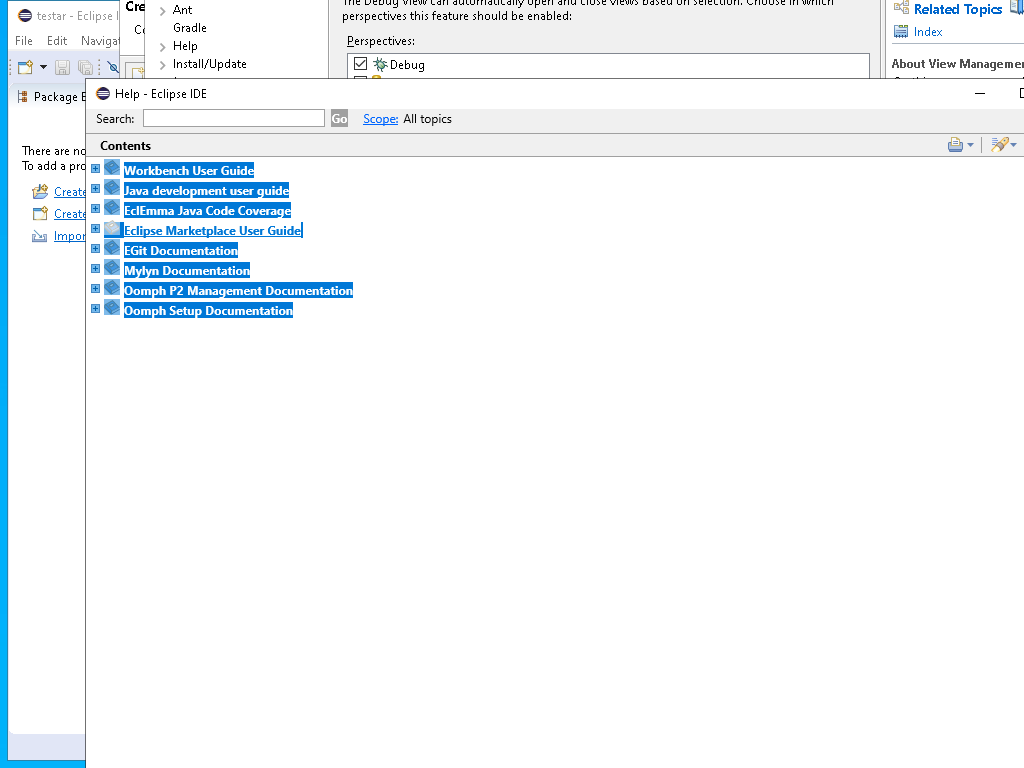 testar - Eclipse I
File Edit Navigat
Package E
There are no
To add a pro
Create
Create
Impor
Cre
Ant
Gradle
Help
Install/Update
The Debug View can automatically open and close views based on selection. Choose in which
perspectives this feature should be enabled:
Perspectives:
Debug
Related Topics
Index
About View Managemen
Help - Eclipse IDE
Search:
Go
Scope: All topics
Contents
Workbench User Guide
Java development user guide
EclEmma Java Code Coverage
Eclipse Marketplace User Guide
EGit Documentation
Mylyn Documentation
Oomph P2 Management Documentation
Oomph Setup Documentation